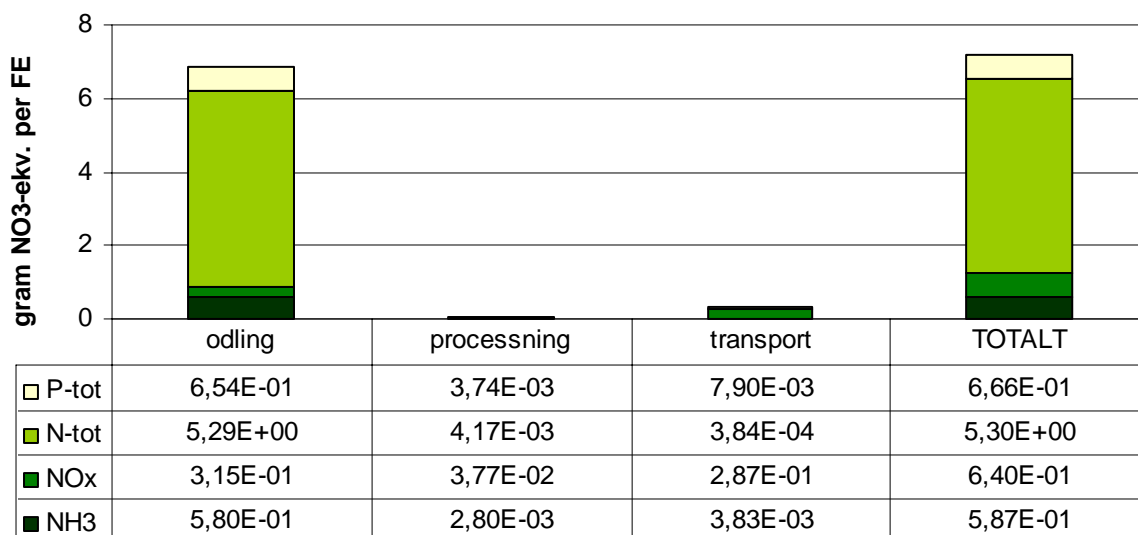 gram NO3-ekv. per FE
8
6
4
2
0
odling processning transport TOTALT
P-tot 6,54E-01 3,74E-03 7,90E-03 6,66E-01
N-tot 5,29E+00 4,17E-03 3,84E-04 5,30E+00
NOx 3,15E-01 3,77E-02 2,87E-01 6,40E-01
NH3 5,80E-01 2,80E-03 3,83E-03 5,87E-01